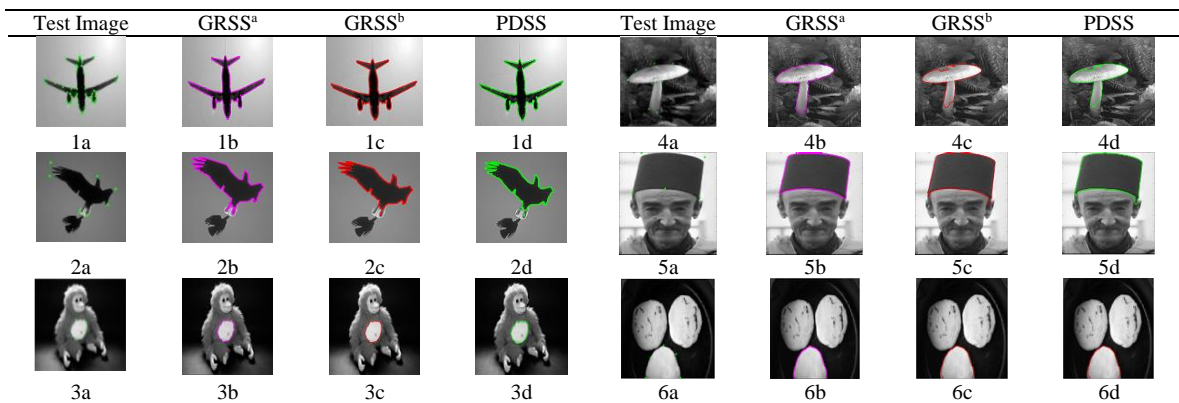 Test Image GRSSᵃ GRSSᵇ PDSS Test Image GRSSᵃ GRSSᵇ PDSS
1a 1b 1c 1d 4a 4b 4c 4d
2a 2b 2c 2d 5a 5b 5c 5d
3a 3b 3c 3d 6a 6b 6c 6d